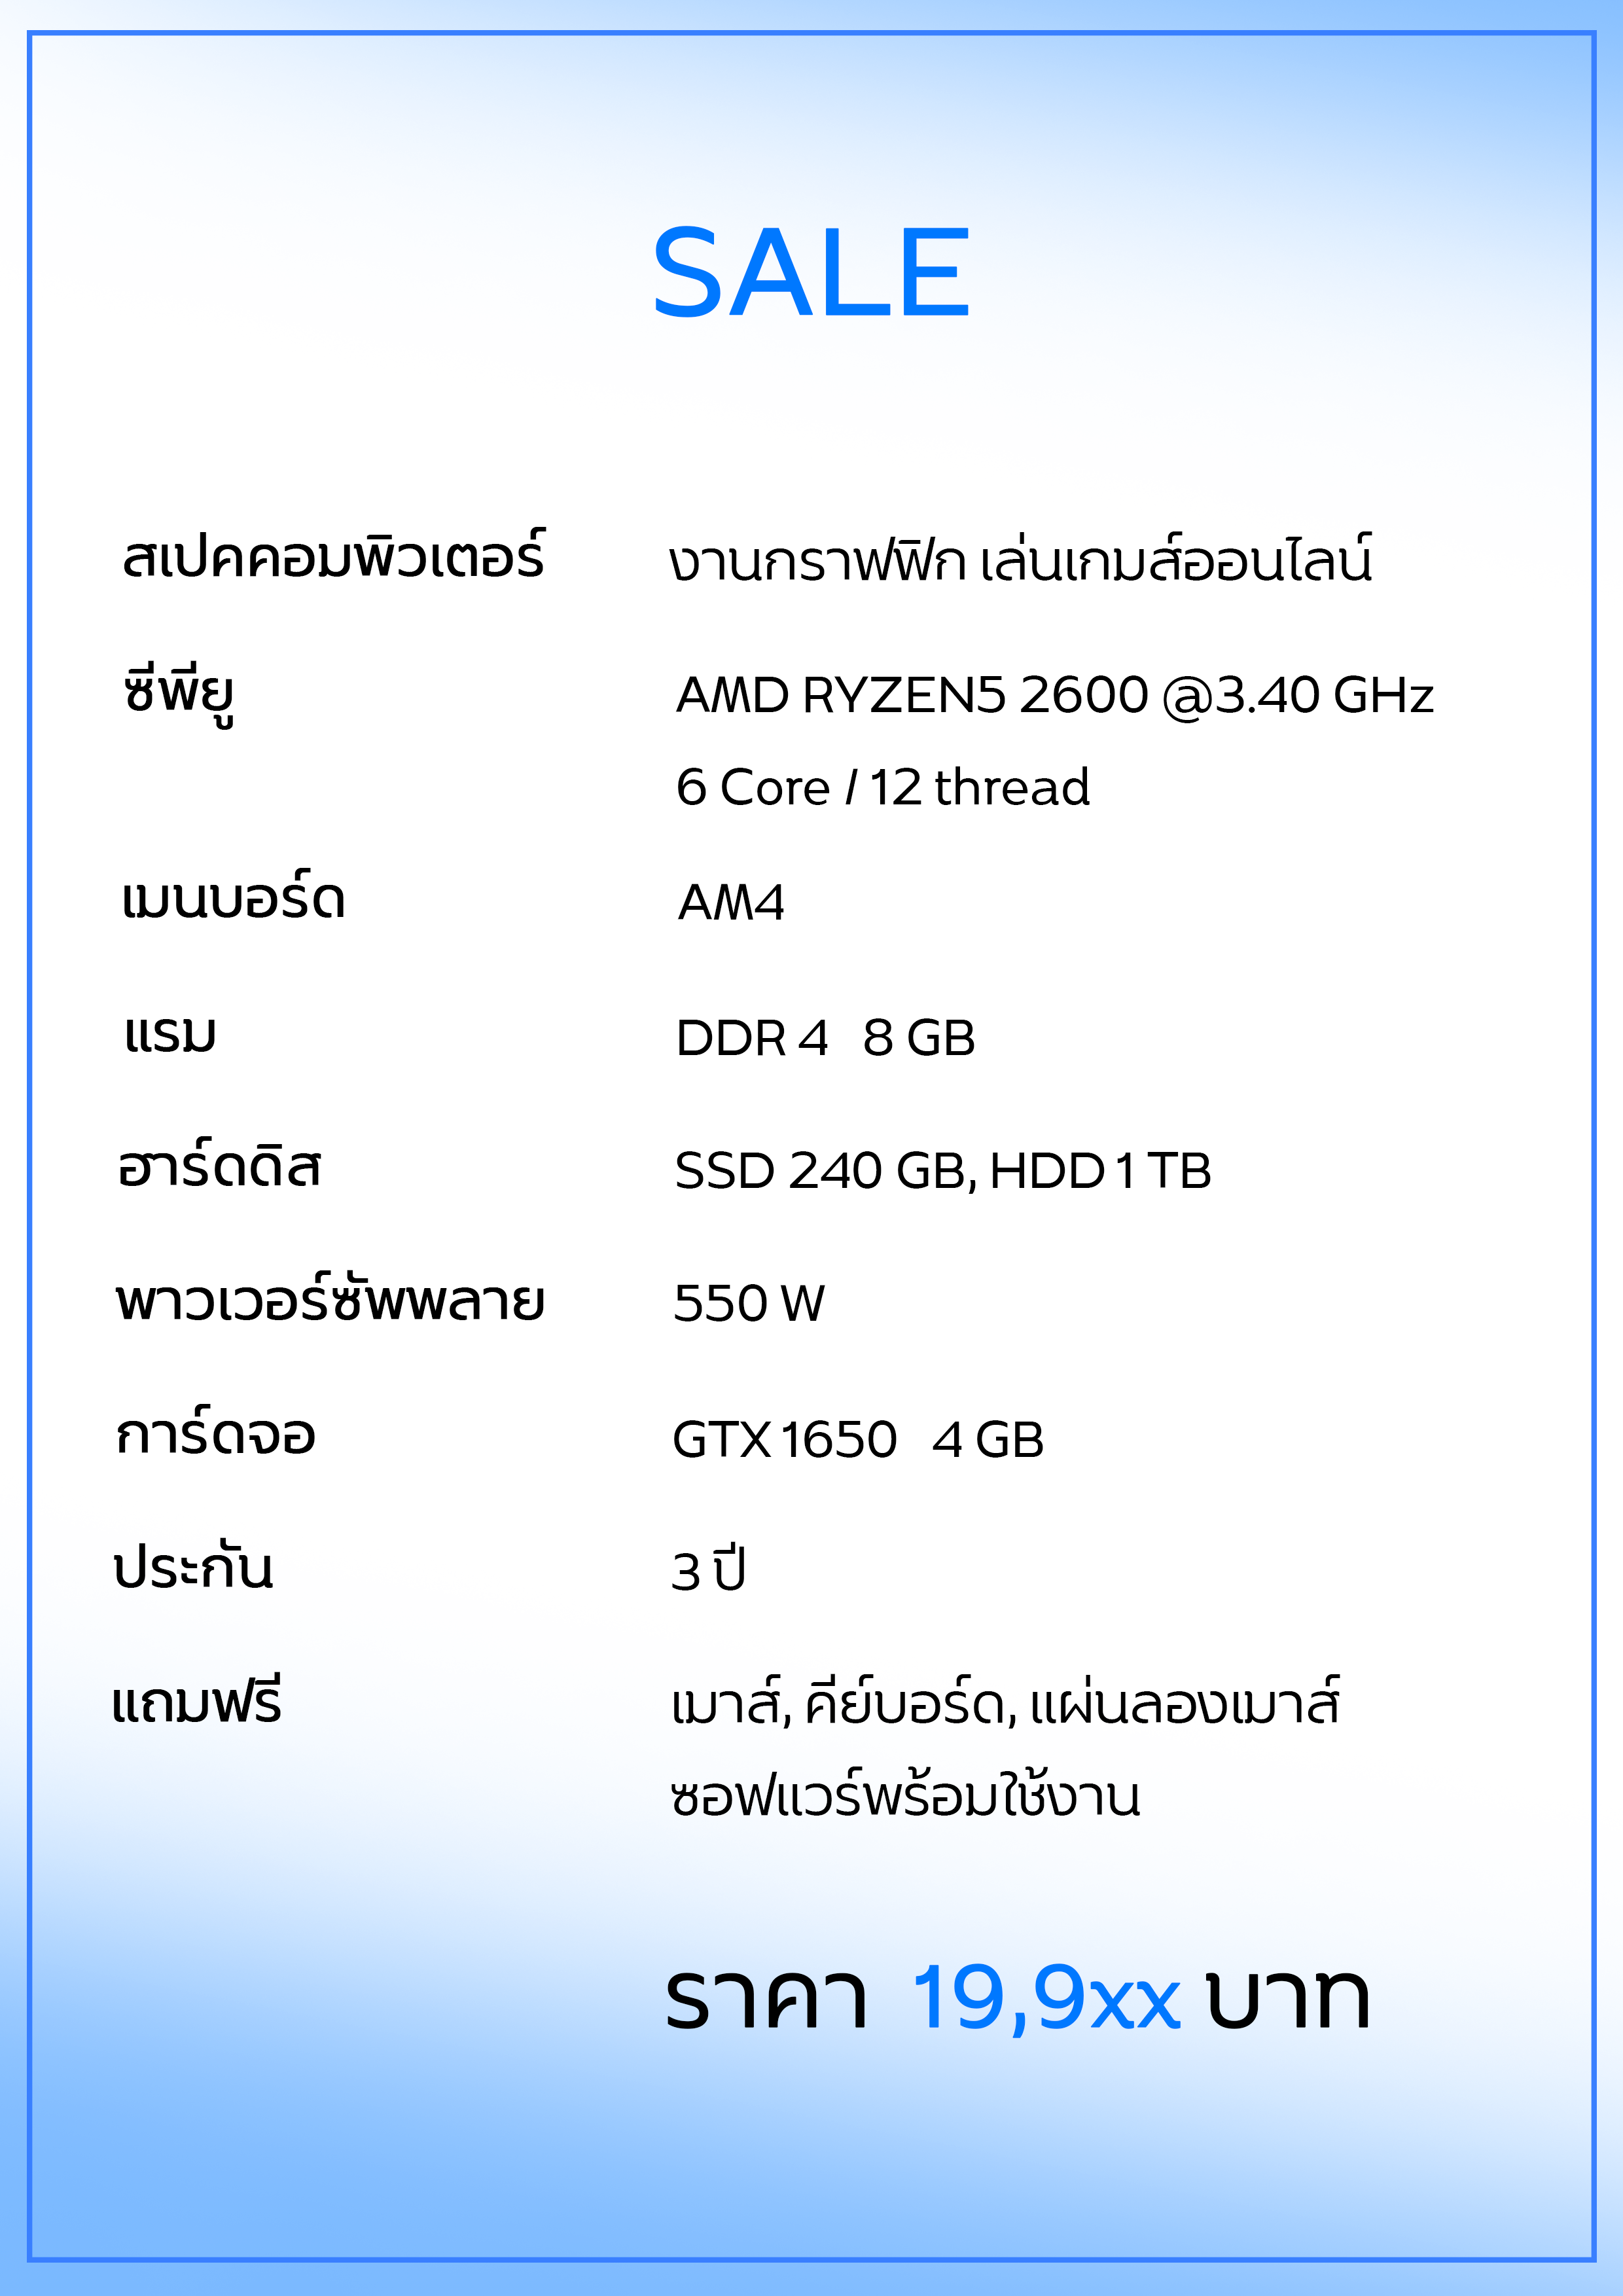 SALE
สเปคคอมพิวเตอร์ งานกราฟฟิก เล่นเกมส์ออนไลน์
ซีพียู AMD RYZEN5 2600 @3.40 GHz
6 Core / 12 thread
เมนบอร์ด AM4
แรม DDR 4 8 GB
ฮาร์ดดิส SSD 240 GB, HDD 1 TB
พาวเวอร์ซัพพลาย 550 W
การ์ดจอ GTX 1650 4 GB
ประกัน 3 ปี
แถมฟรี เมาส์, คีย์บอร์ด, แผ่นลองเมาส์
ซอฟแวร์พร้อมใช้งาน
ราคา 19,9xx บาท